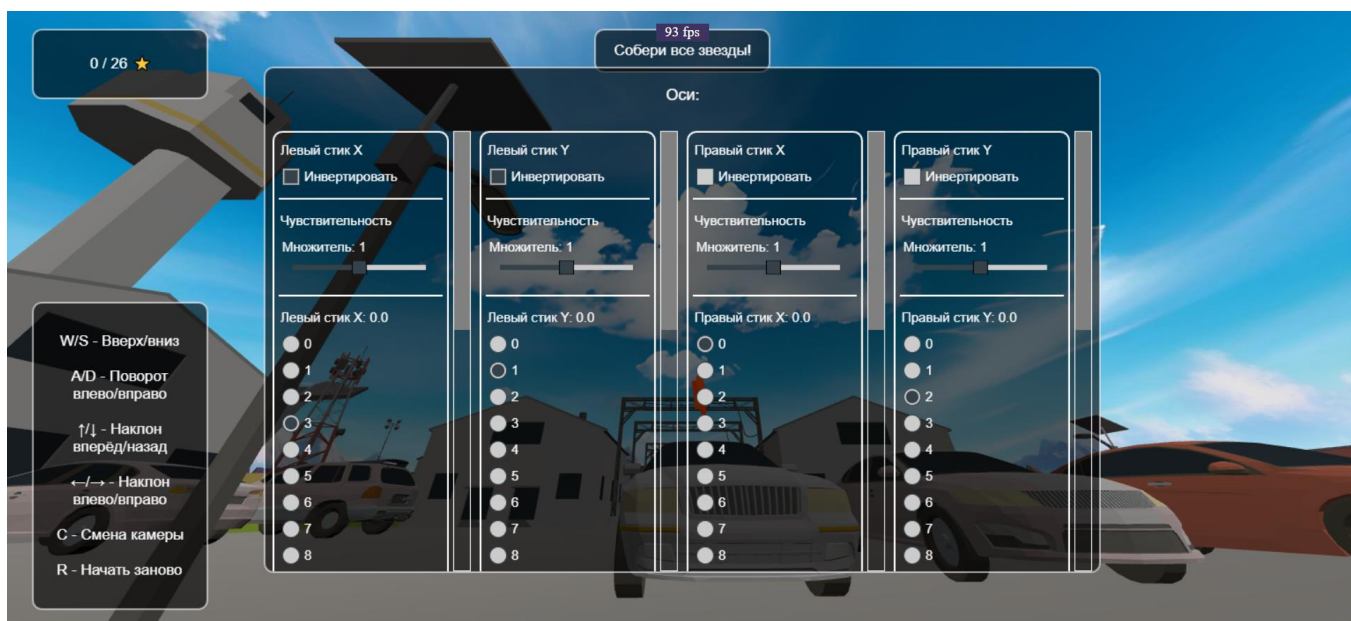 93 fps
Собери все звезды!
0 / 26
Оси:
Левый стик X
Инвертировать
Чувствительность
Множитель: 1
Левый стик X: 0.0
0
1
2
3
4
5
6
7
8
Левый стик Y
Инвертировать
Чувствительность
Множитель: 1
Левый стик Y: 0.0
0
1
2
3
4
5
6
7
8
Правый стик X
Инвертировать
Чувствительность
Множитель: 1
Правый стик X: 0.0
0
1
2
3
4
5
6
7
8
Правый стик Y
Инвертировать
Чувствительность
Множитель: 1
Правый стик Y: 0.0
0
1
2
3
4
5
6
7
8
W/S - Вверх/вниз
A/D - Поворот
влево/вправо
↑/↓ - Наклон
вперёд/назад
←/→ - Наклон
влево/вправо
C - Смена камеры
R - Начать заново